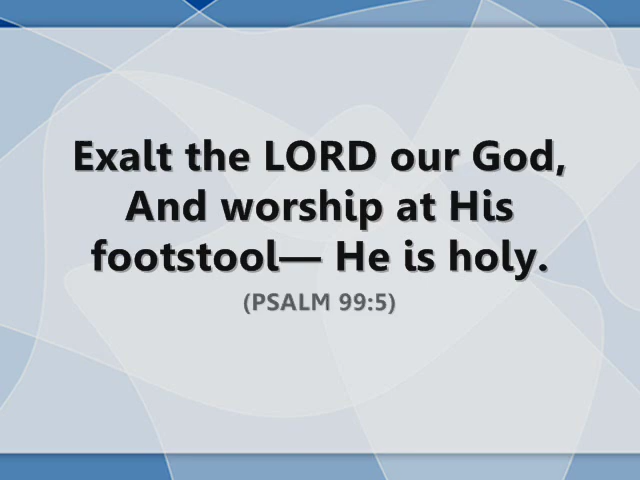 Exalt the LORD our God,
And worship at His
footstool— He is holy.
(PSALM 99:5)